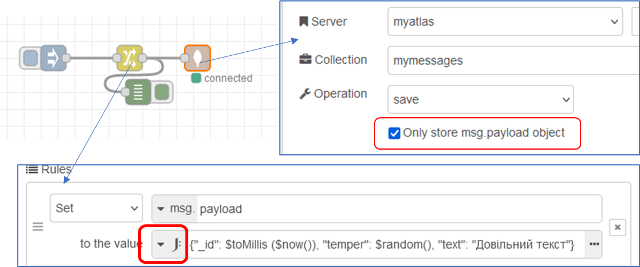 Server
myatlas
Collection
mymessages
Operation
save
Only store msg.payload object
connected
Rules
Set
msg. payload
to the value
J: {"_id": $toMillis ($now()), "temper": $random(), "text": "Довільний текст"}